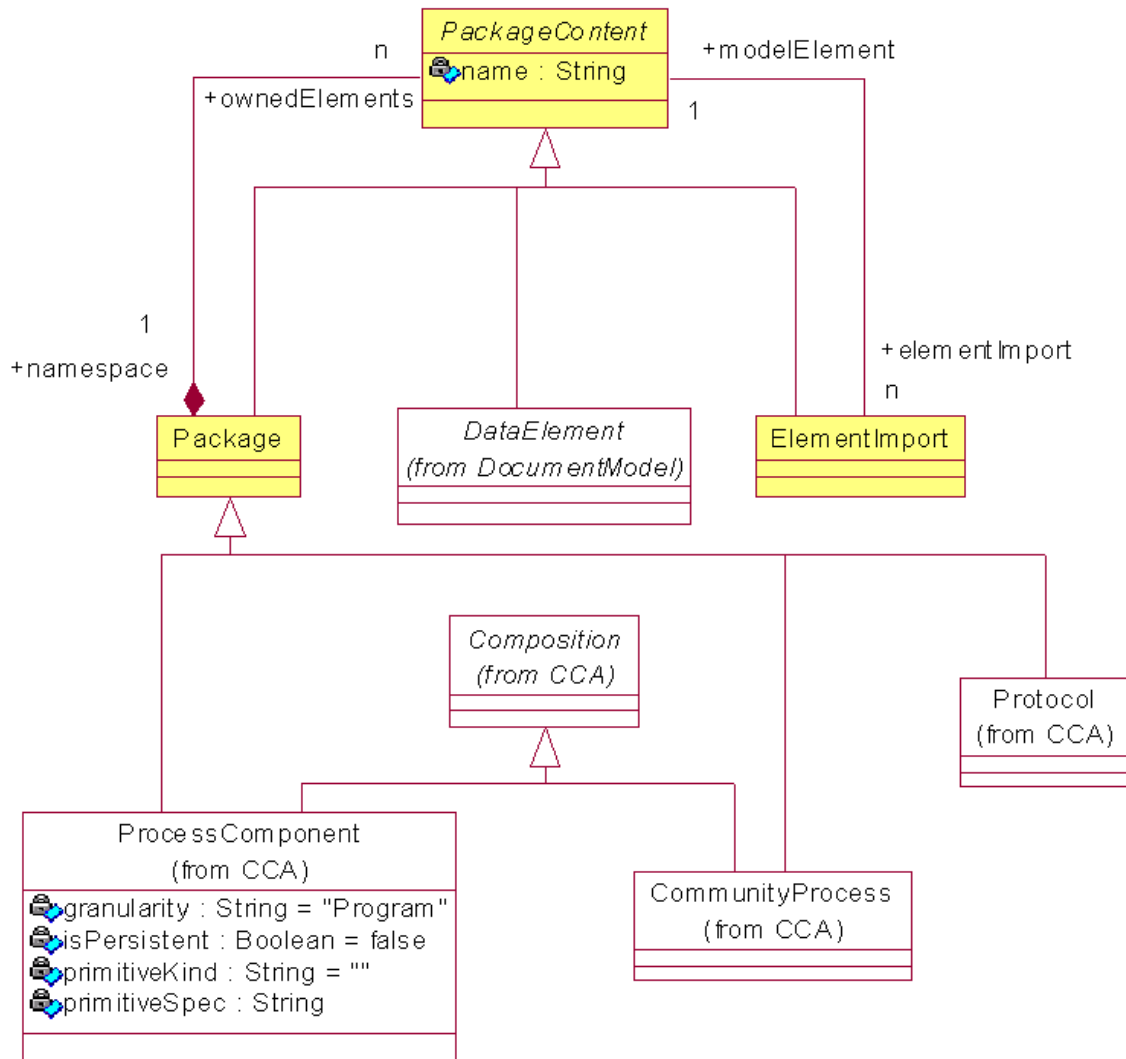 PackageContent
name : String
n
+ownedElements
+modelElement
1
1
+namespace
+elementImport
n
Package
DataElement
(from DocumentModel)
ElementImport
Composition
(from CCA)
Protocol
(from CCA)
ProcessComponent
(from CCA)
granularity : String = "Program"
isPersistent : Boolean = false
primitiveKind : String = ""
primitiveSpec : String
CommunityProcess
(from CCA)